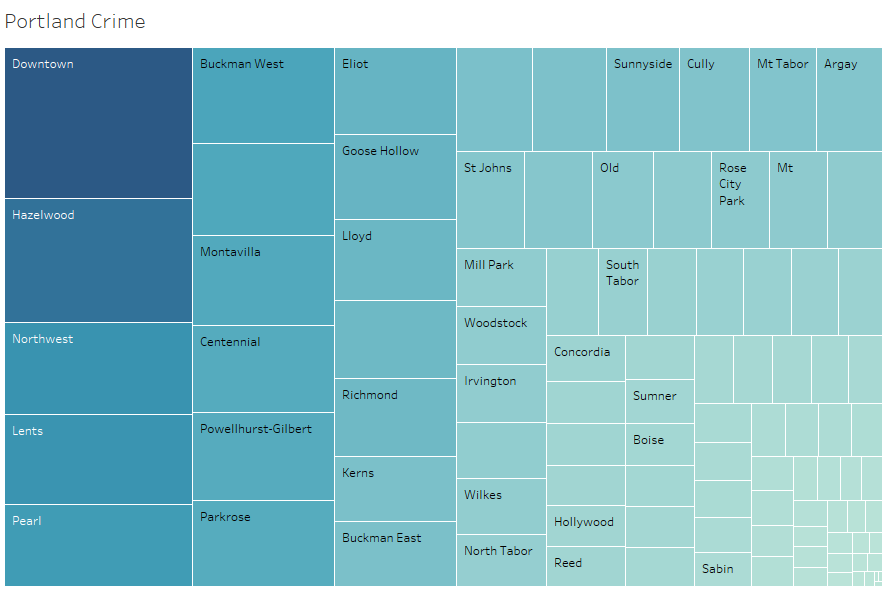 Portland Crime
Downtown
Hazelwood
Northwest
Lents
Pearl
Buckman West
Montavilla
Centennial
Powellhurst-Gilbert
Parkrose
Eliot
Goose Hollow
Lloyd
Richmond
Kerns
Buckman East
Sunnyside
Cully
Mt Tabor
Argay
St Johns
Old
Rose
City
Park
Mt
Mill Park
Woodstock
Irvington
Wilkes
North Tabor
South
Tabor
Concordia
Hollywood
Reed
Sumner
Boise
Sabin